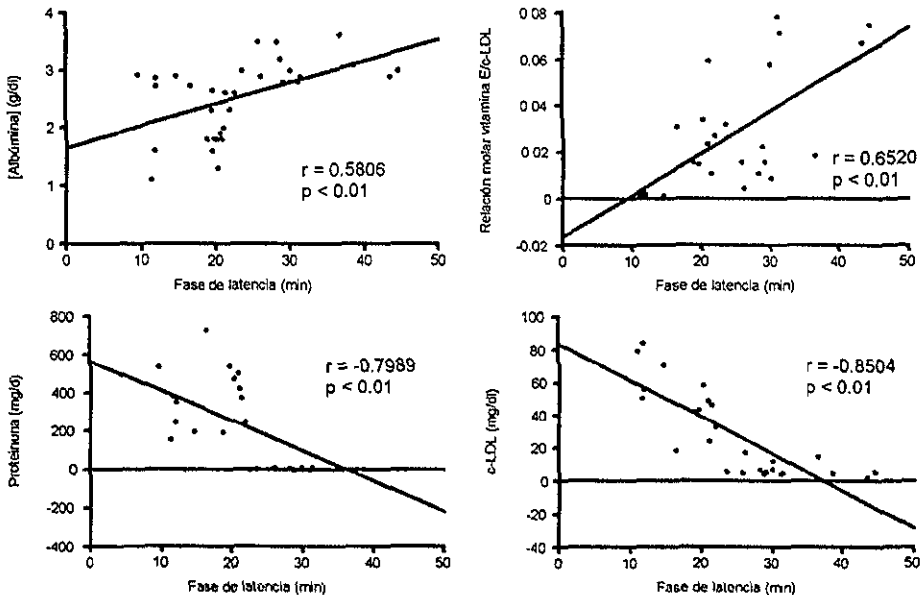 [Albúmina] (g/dl)
4
3
2
1
0
r = 0.5806
p < 0.01
0 10 20 30 40 50
Fase de latencia (min)
Relación molar vitamina E/c-LDL
0.08
0.06
0.04
0.02
0
-0.02
r = 0.6520
p < 0.01
0 10 20 30 40 50
Fase de latencia (min)
Proteinuria (mg/d)
800
600
400
200
0
-200
-400
r = -0.7989
p < 0.01
0 10 20 30 40 50
Fase de latencia (min)
c-LDL (mg/dl)
100
80
60
40
20
0
-20
-40
r = -0.8504
p < 0.01
0 10 20 30 40 50
Fase de latencia (min)